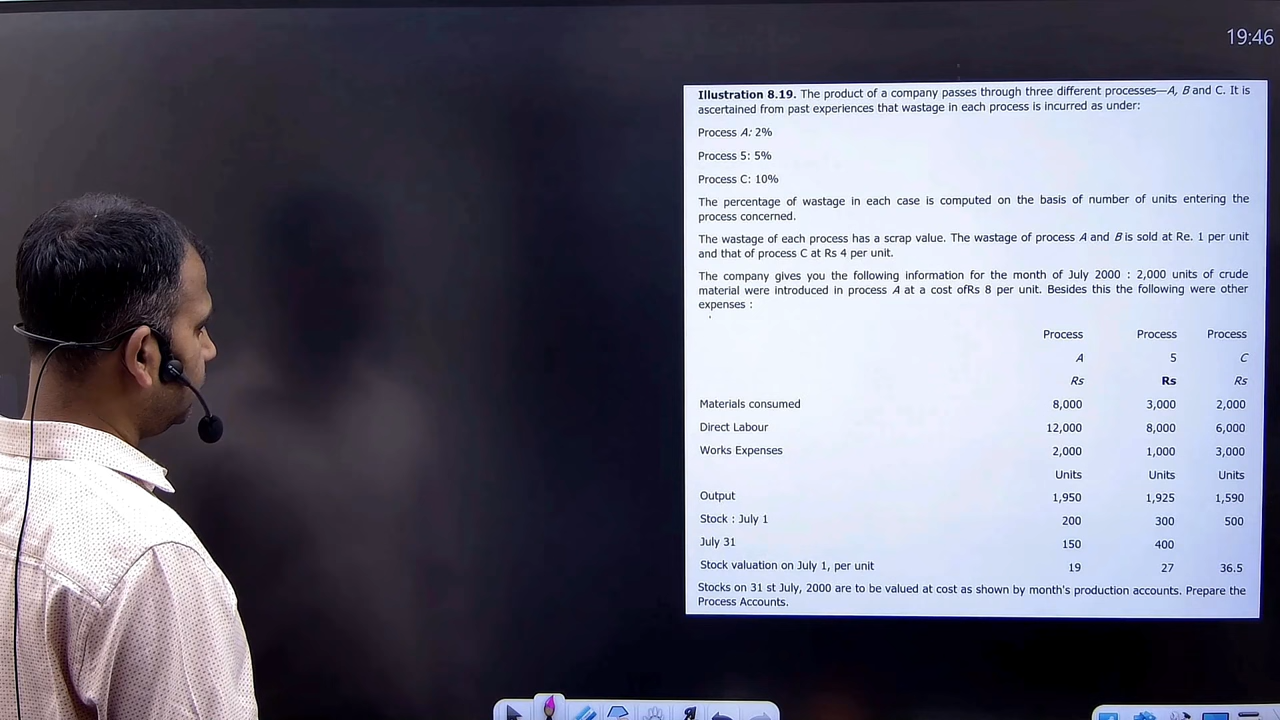 19:46
Illustration 8.19. The product of a company passes through three different processes—A, B and C. It is
ascertained from past experiences that wastage in each process is incurred as under:
Process A: 2%
Process 5: 5%
Process C: 10%
The percentage of wastage in each case is computed on the basis of number of units entering the
process concerned.
The wastage of each process has a scrap value. The wastage of process A and B is sold at Re. 1 per unit
and that of process C at Rs 4 per unit.
The company gives you the following information for the month of July 2000 : 2,000 units of crude
material were introduced in process A at a cost ofRs 8 per unit. Besides this the following were other
expenses :
Process Process Process
A 5 C
Rs Rs Rs
Materials consumed 8,000 3,000 2,000
Direct Labour 12,000 8,000 6,000
Works Expenses 2,000 1,000 3,000
Units Units Units
Output 1,950 1,925 1,590
Stock : July 1 200 300 500
July 31 150 400
Stock valuation on July 1, per unit 19 27 36.5
Stocks on 31 st July, 2000 are to be valued at cost as shown by month's production accounts. Prepare the
Process Accounts.